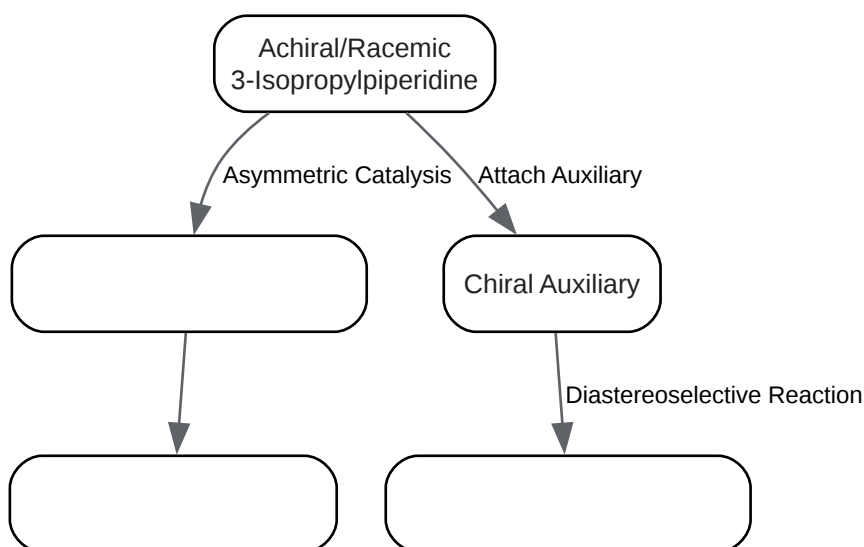 Achiral/Racemic
3-Isopropylpiperidine
Asymmetric Catalysis
Attach Auxiliary
Chiral Auxiliary
Diastereoselective Reaction